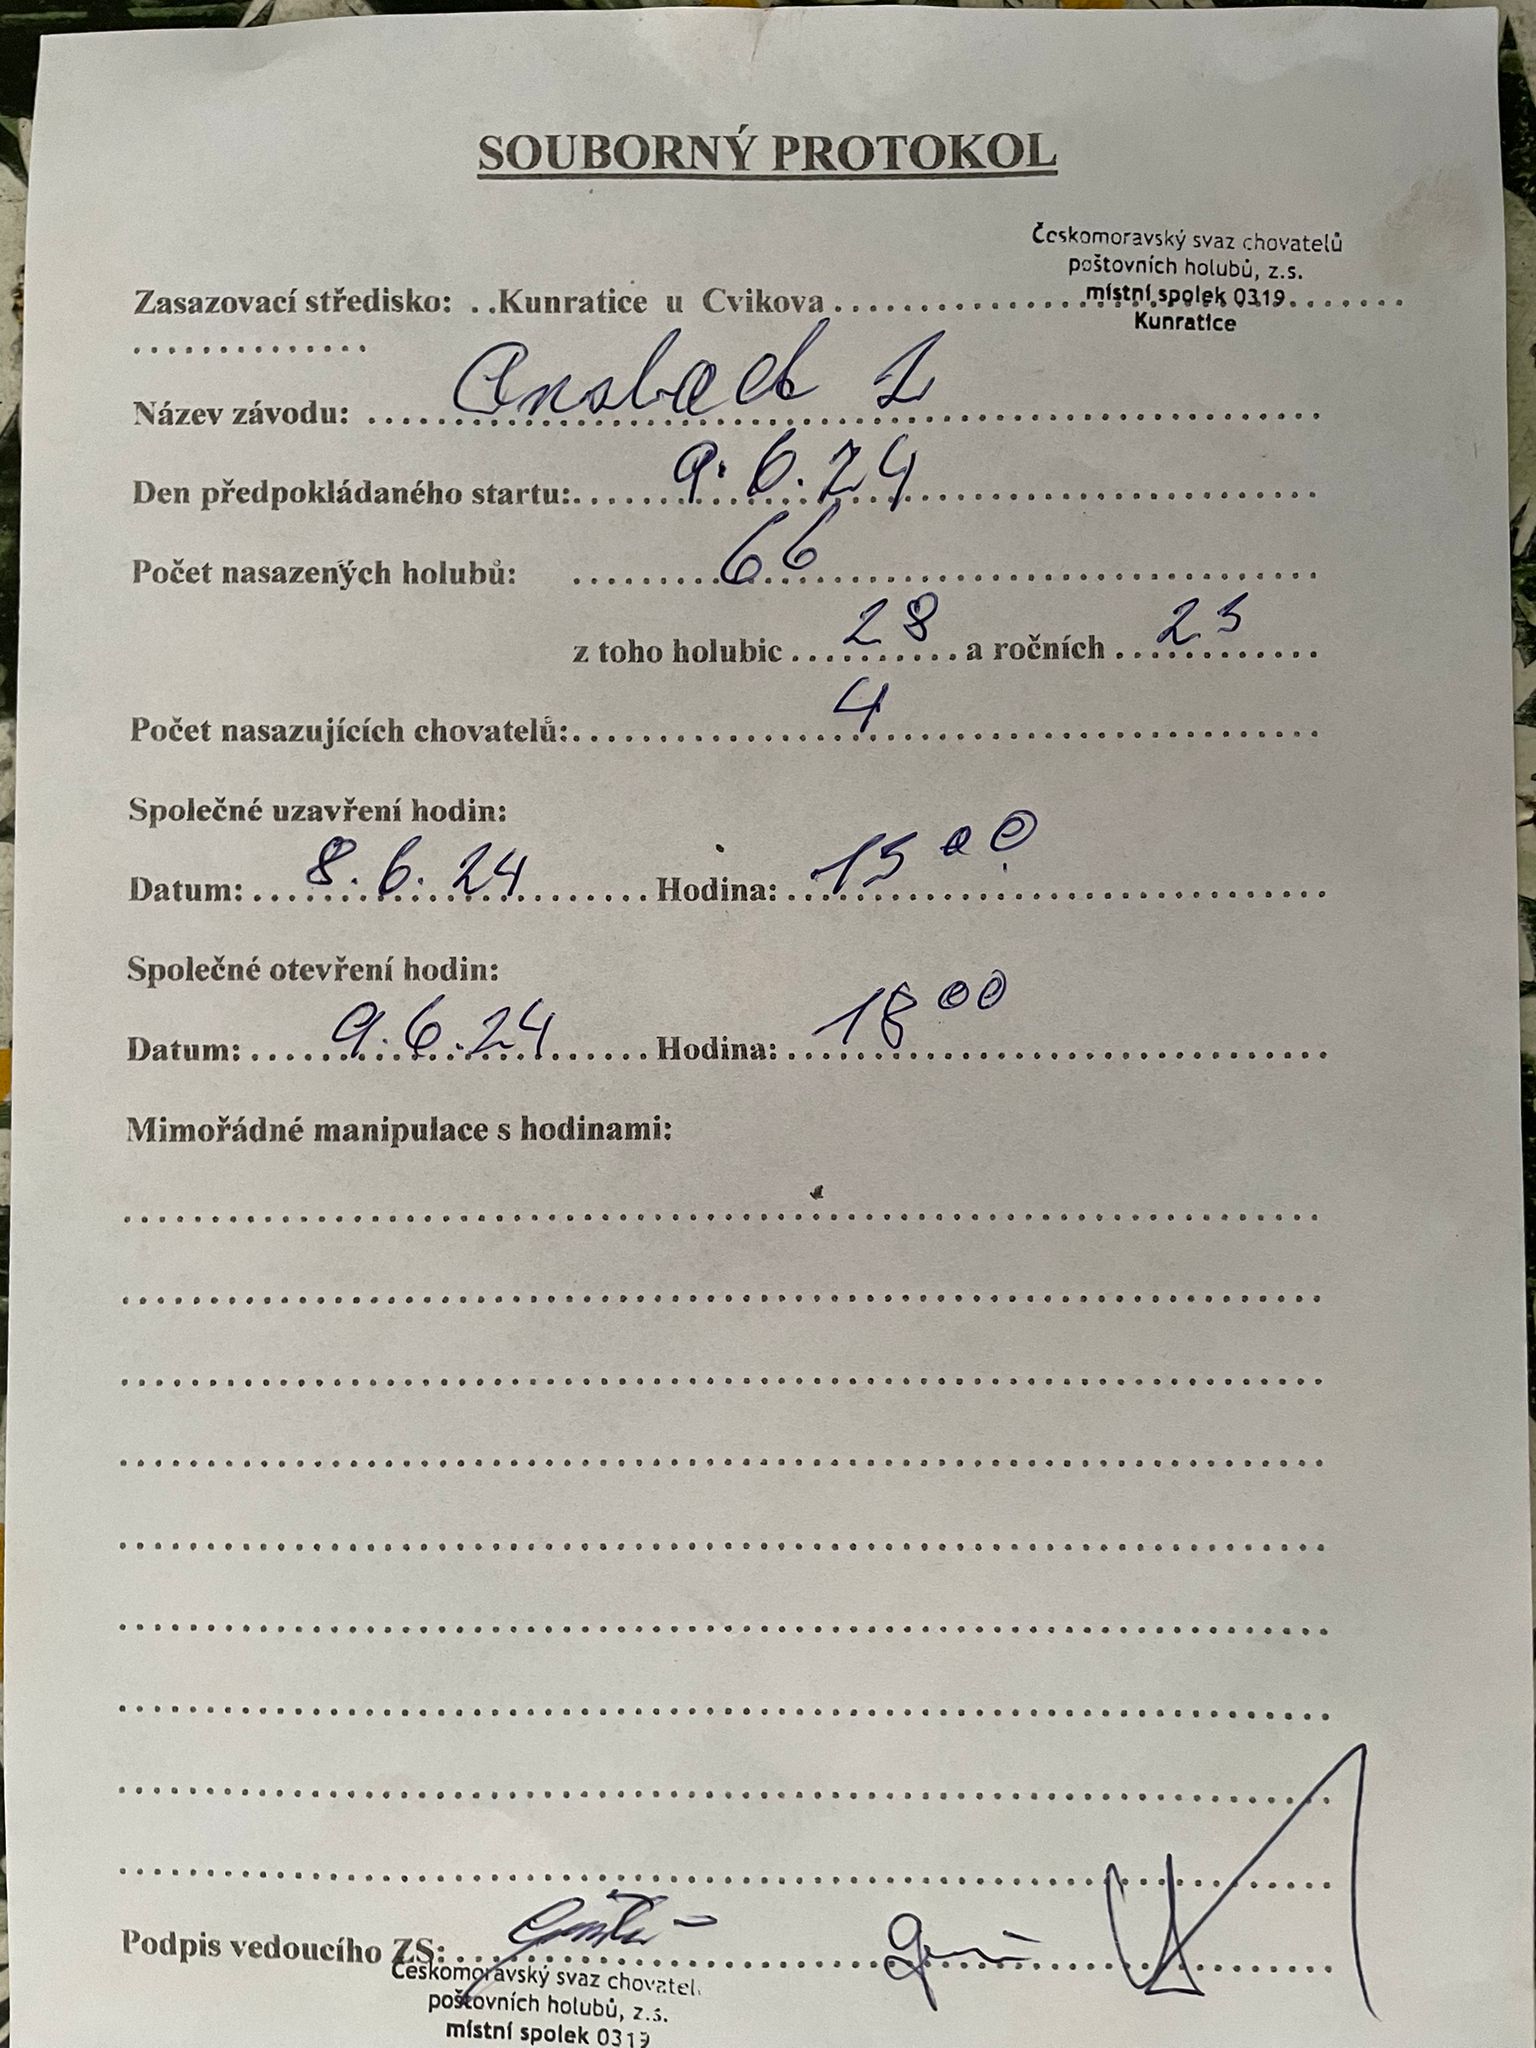 SOUBORNÝ PROTOKOL
Českomoravský svaz chovatelů
poštovních holubů, z.s.
místní spolek 0319
Kunratice
Zasazovací středisko: ..Kunratice u Cvikova
Název závodu: Ansbach 1
Den předpokládaného startu: 9.6.24
Počet nasazených holubů: 66
z toho holubic 28 a ročních 25
Počet nasazujících chovatelů: 4
Společné uzavření hodin:
Datum: 8.6.24 Hodina: 15 00
Společné otevření hodin:
Datum: 9.6.24 Hodina: 18 00
Mimořádné manipulace s hodinami:
Podpis vedoucího ZS:
Českomoravský svaz chovatel
poštovních holubů, z.s.
místní spolek 0319